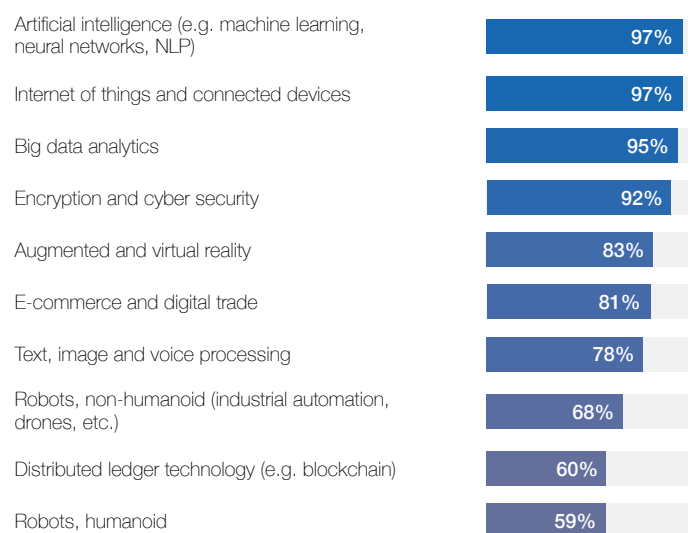 Artificial intelligence (e.g. machine learning,
neural networks, NLP)
97%
Internet of things and connected devices
97%
Big data analytics
95%
Encryption and cyber security
92%
Augmented and virtual reality
83%
E-commerce and digital trade
81%
Text, image and voice processing
78%
Robots, non-humanoid (industrial automation,
drones, etc.)
68%
Distributed ledger technology (e.g. blockchain)
60%
Robots, humanoid
59%